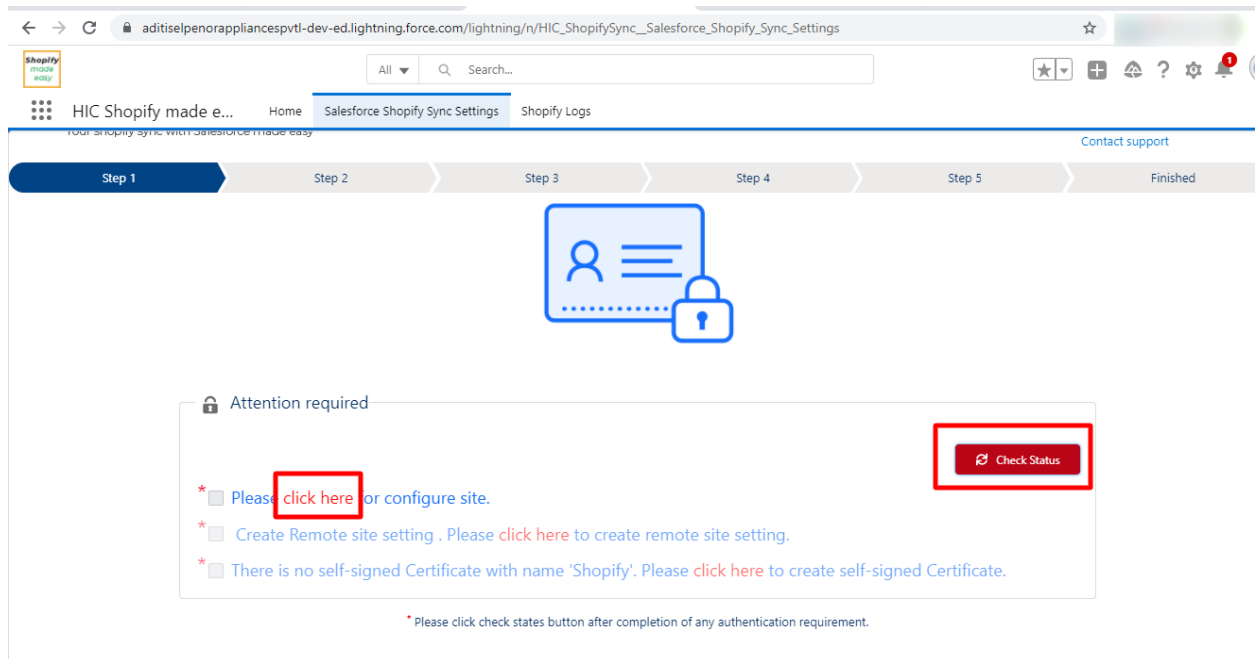 aditiselpenorappliancespvtl-dev-ed.lightning.force.com/lightning/n/HIC_ShopifySync__Salesforce_Shopify_Sync_Settings
Shopify
made
easy
All
Search...
1
HIC Shopify made e...
Home
Salesforce Shopify Sync Settings
Shopify Logs
Your shopify sync with Salesforce made easy
Contact support
Step 1
Step 2
Step 3
Step 4
Step 5
Finished
Attention required
Check Status
* Please click here for configure site.
* Create Remote site setting . Please click here to create remote site setting.
* There is no self-signed Certificate with name 'Shopify'. Please click here to create self-signed Certificate.
* Please click check states button after completion of any authentication requirement.